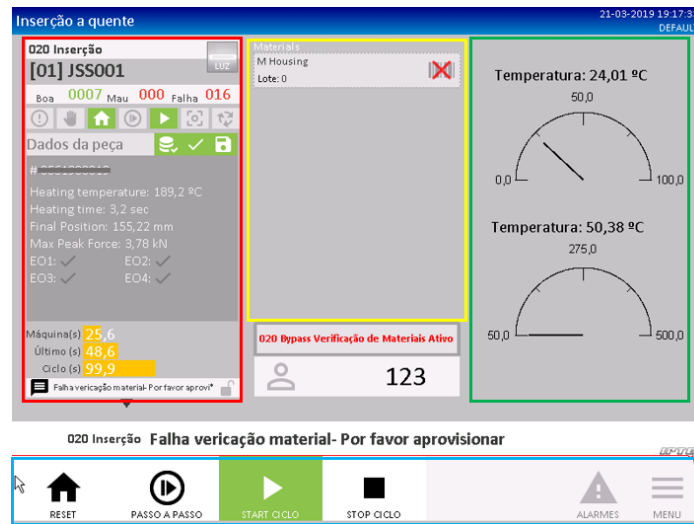 Inserção a quente
21-03-2019 19:17:3
DEFAUL
020 Inserção
[01] JSS001
LUZ
Boa 0007 Mau 000 Falha 016
Dados da peça
#
Heating temperature: 189,2 ºC
Heating time: 3,2 sec
Final Position: 155,22 mm
Max Peak Force: 3,78 kN
EO1: EO2:
EO3: EO4:
Máquina(s) 25,6
Último (s) 48,6
Ciclo (s) 99,9
Falha vericação material- Por favor aprovi*
Materials
M Housing
Lote: 0
020 Bypass Verificação de Materiais Ativo
123
Temperatura: 24,01 ºC
50,0
0,0 100,0
Temperatura: 50,38 ºC
275,0
50,0 500,0
020 Inserção Falha vericação material- Por favor aprovisionar
RESET PASSO A PASSO START CICLO STOP CICLO ALARMES MENU